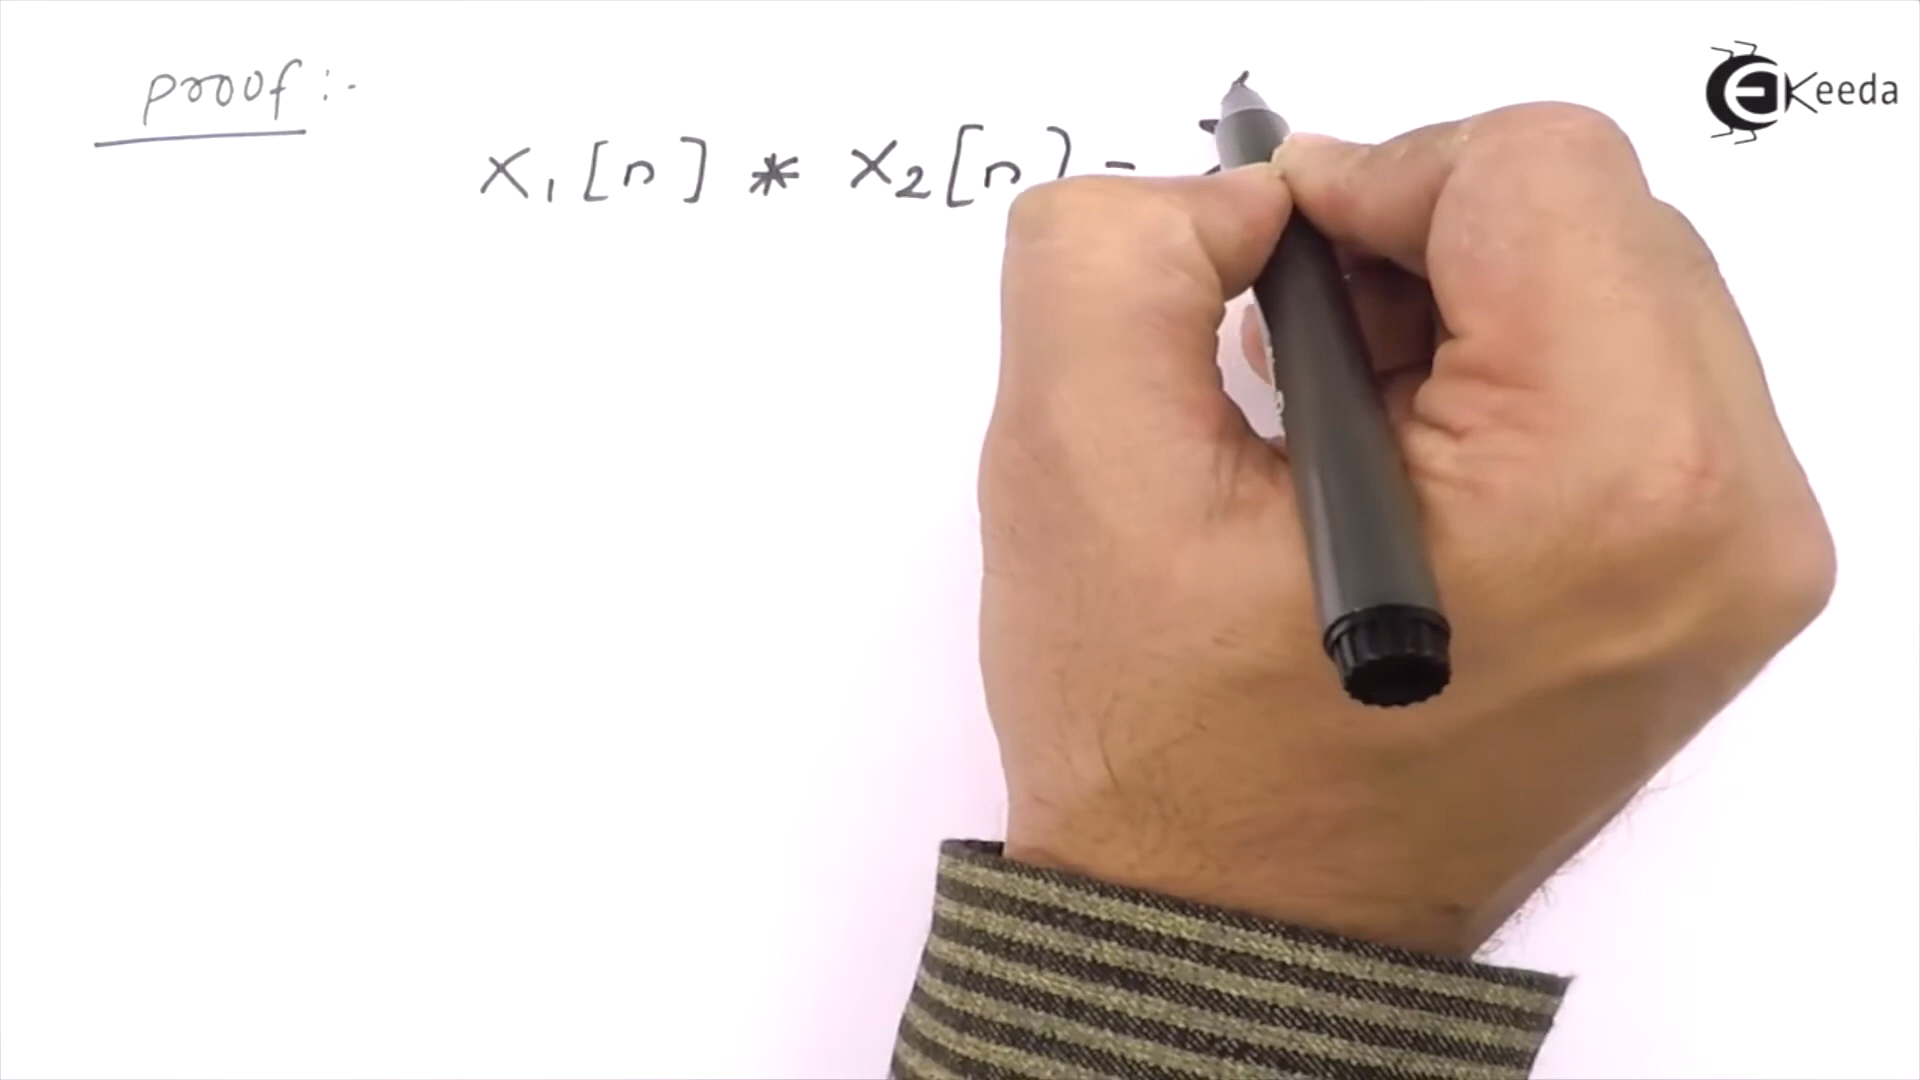 proof :-
Keeda
x1[n] * x2[n] =